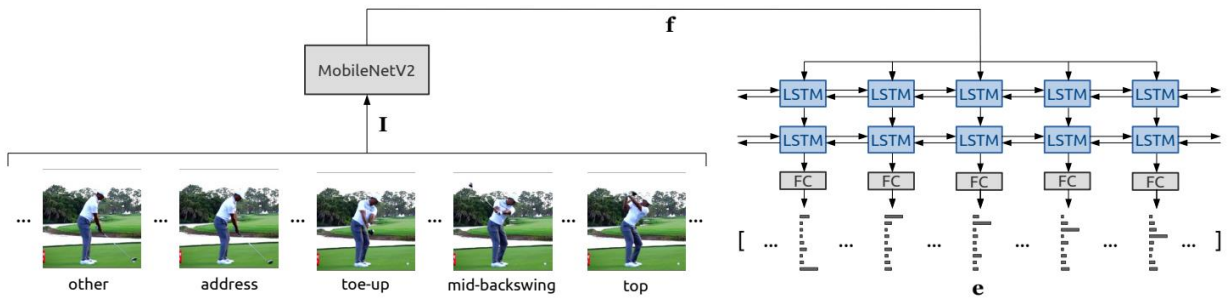 f
MobileNetV2
I
... ... ... ... ... ...
other address toe-up mid-backswing top
LSTM LSTM LSTM LSTM LSTM
LSTM LSTM LSTM LSTM LSTM
FC FC FC FC FC
[ ... ... ... ... ... ... ]
e